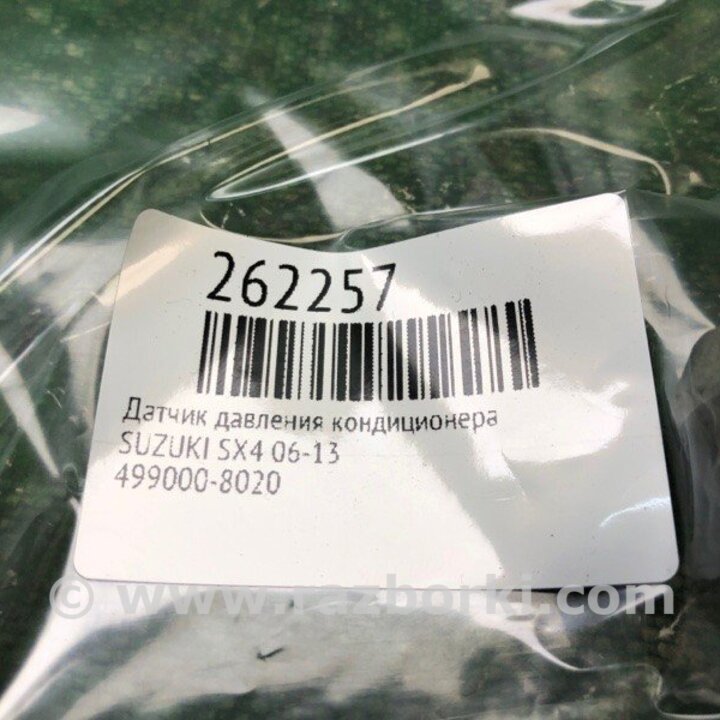 262257
Датчик давления кондиционера
SUZUKI SX4 06-13
499000-8020
© www.razborki.com